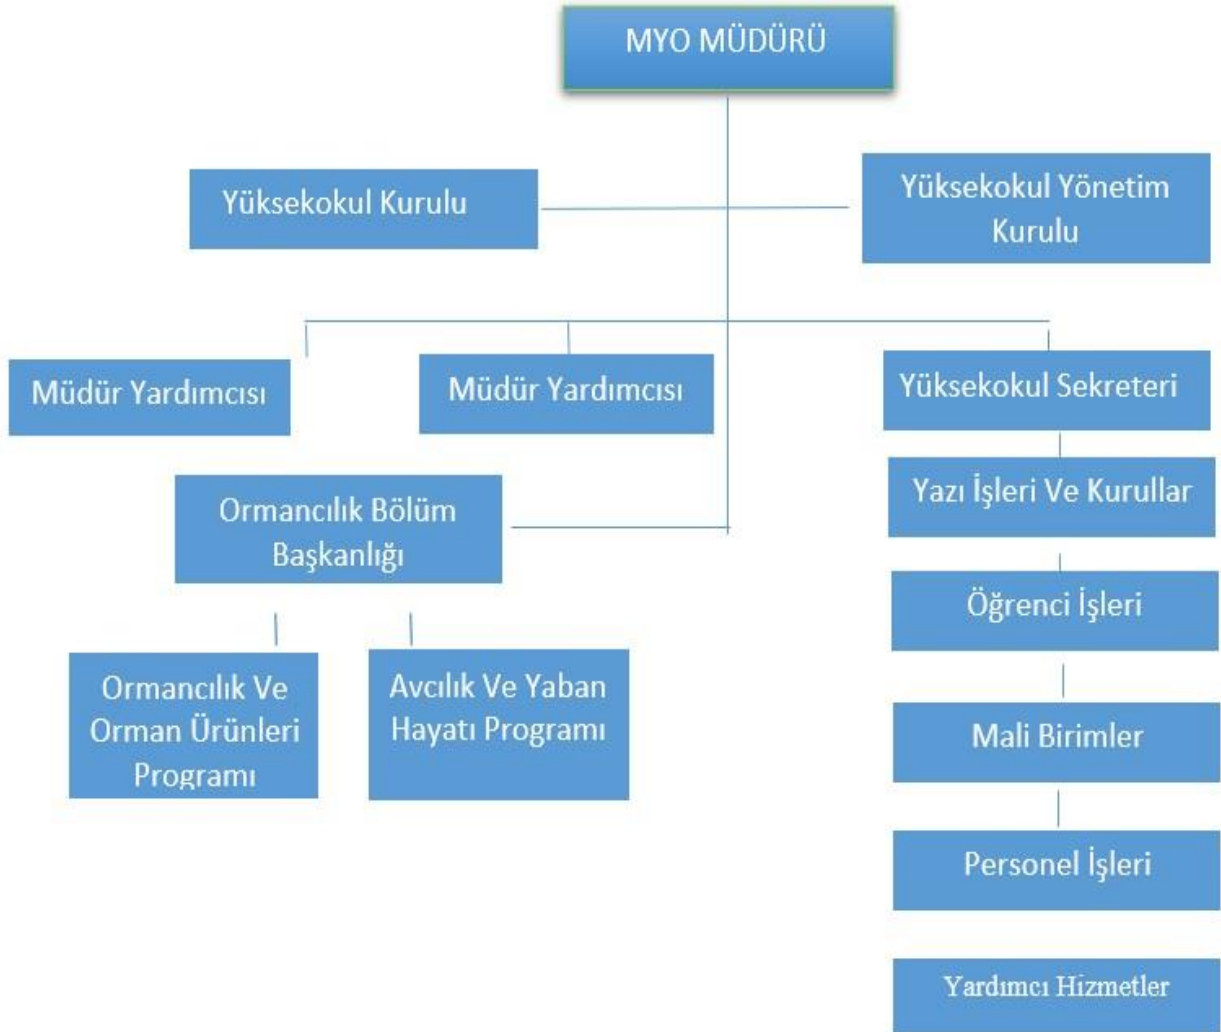 MYO MÜDÜRÜ
Yüksekokul Kurulu
Yüksekokul Yönetim
Kurulu
Müdür Yardımcısı
Müdür Yardımcısı
Yüksekokul Sekreteri
Ormancılık Bölüm
Başkanlığı
Yazı İşleri Ve Kurullar
Öğrenci İşleri
Ormancılık Ve
Orman Ürünleri
Programı
Avcılık Ve Yaban
Hayatı Programı
Mali Birimler
Personel İşleri
Yardımcı Hizmetler